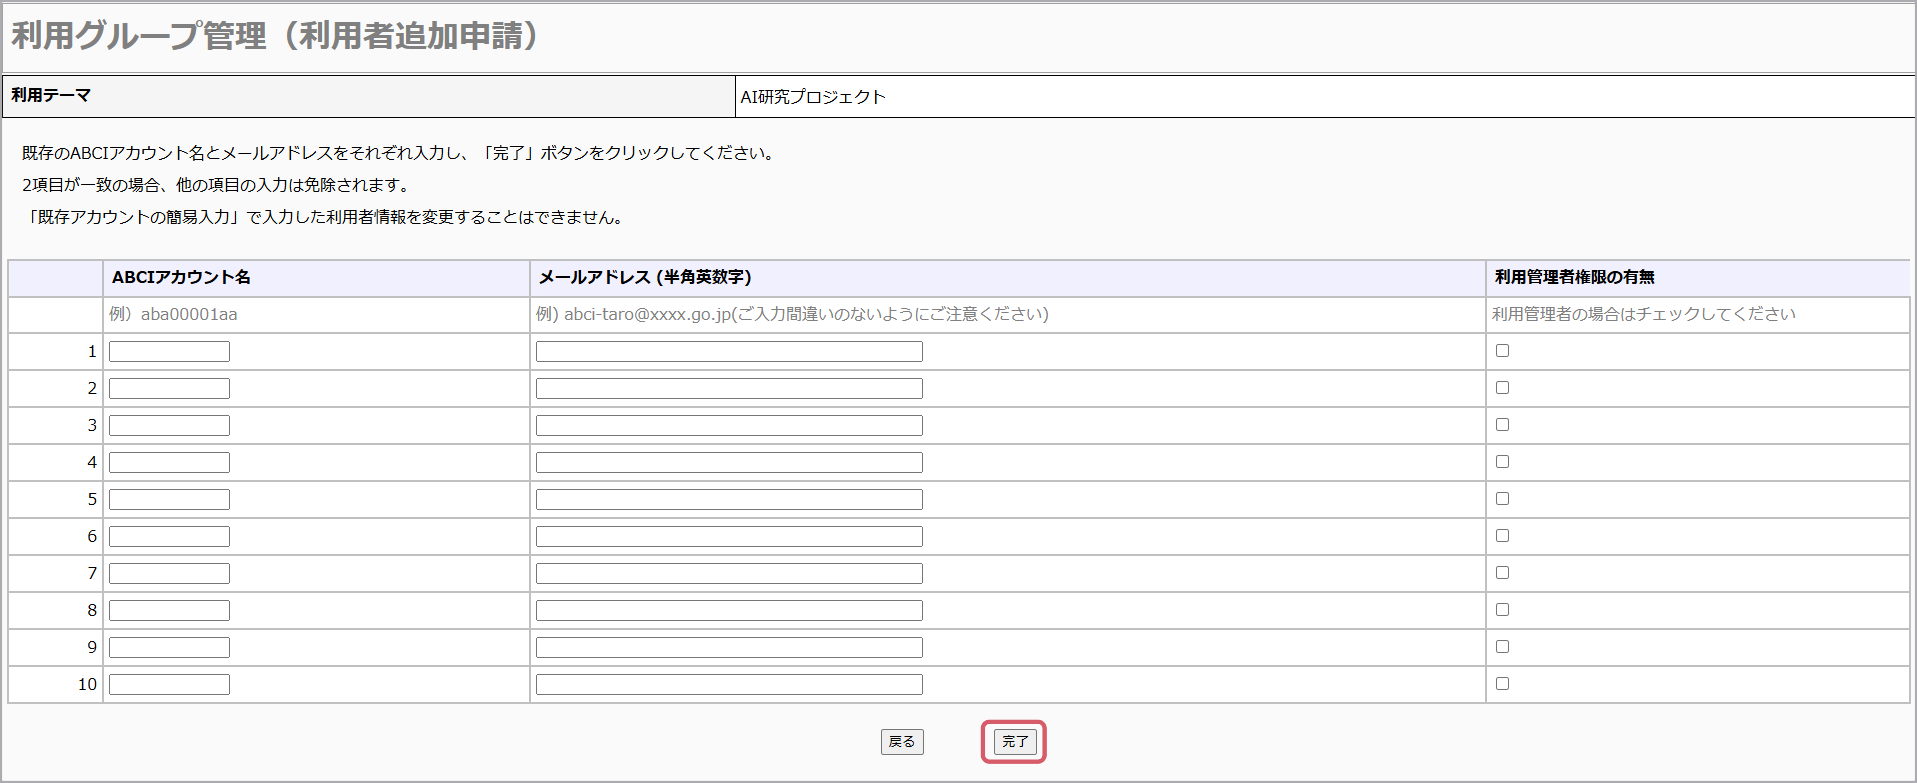 利用グループ管理（利用者追加申請）
利用テーマ
AI研究プロジェクト
既存のABCIアカウント名とメールアドレスをそれぞれ入力し、「完了」ボタンをクリックしてください。
2項目が一致の場合、他の項目の入力は免除されます。
「既存アカウントの簡易入力」で入力した利用者情報を変更することはできません。
ABCIアカウント名 メールアドレス (半角英数字) 利用管理者権限の有無
例）aba00001aa 例) abci-taro@xxxx.go.jp(ご入力間違いのないようにご注意ください) 利用管理者の場合はチェックしてください
1
2
3
4
5
6
7
8
9
10
戻る 完了